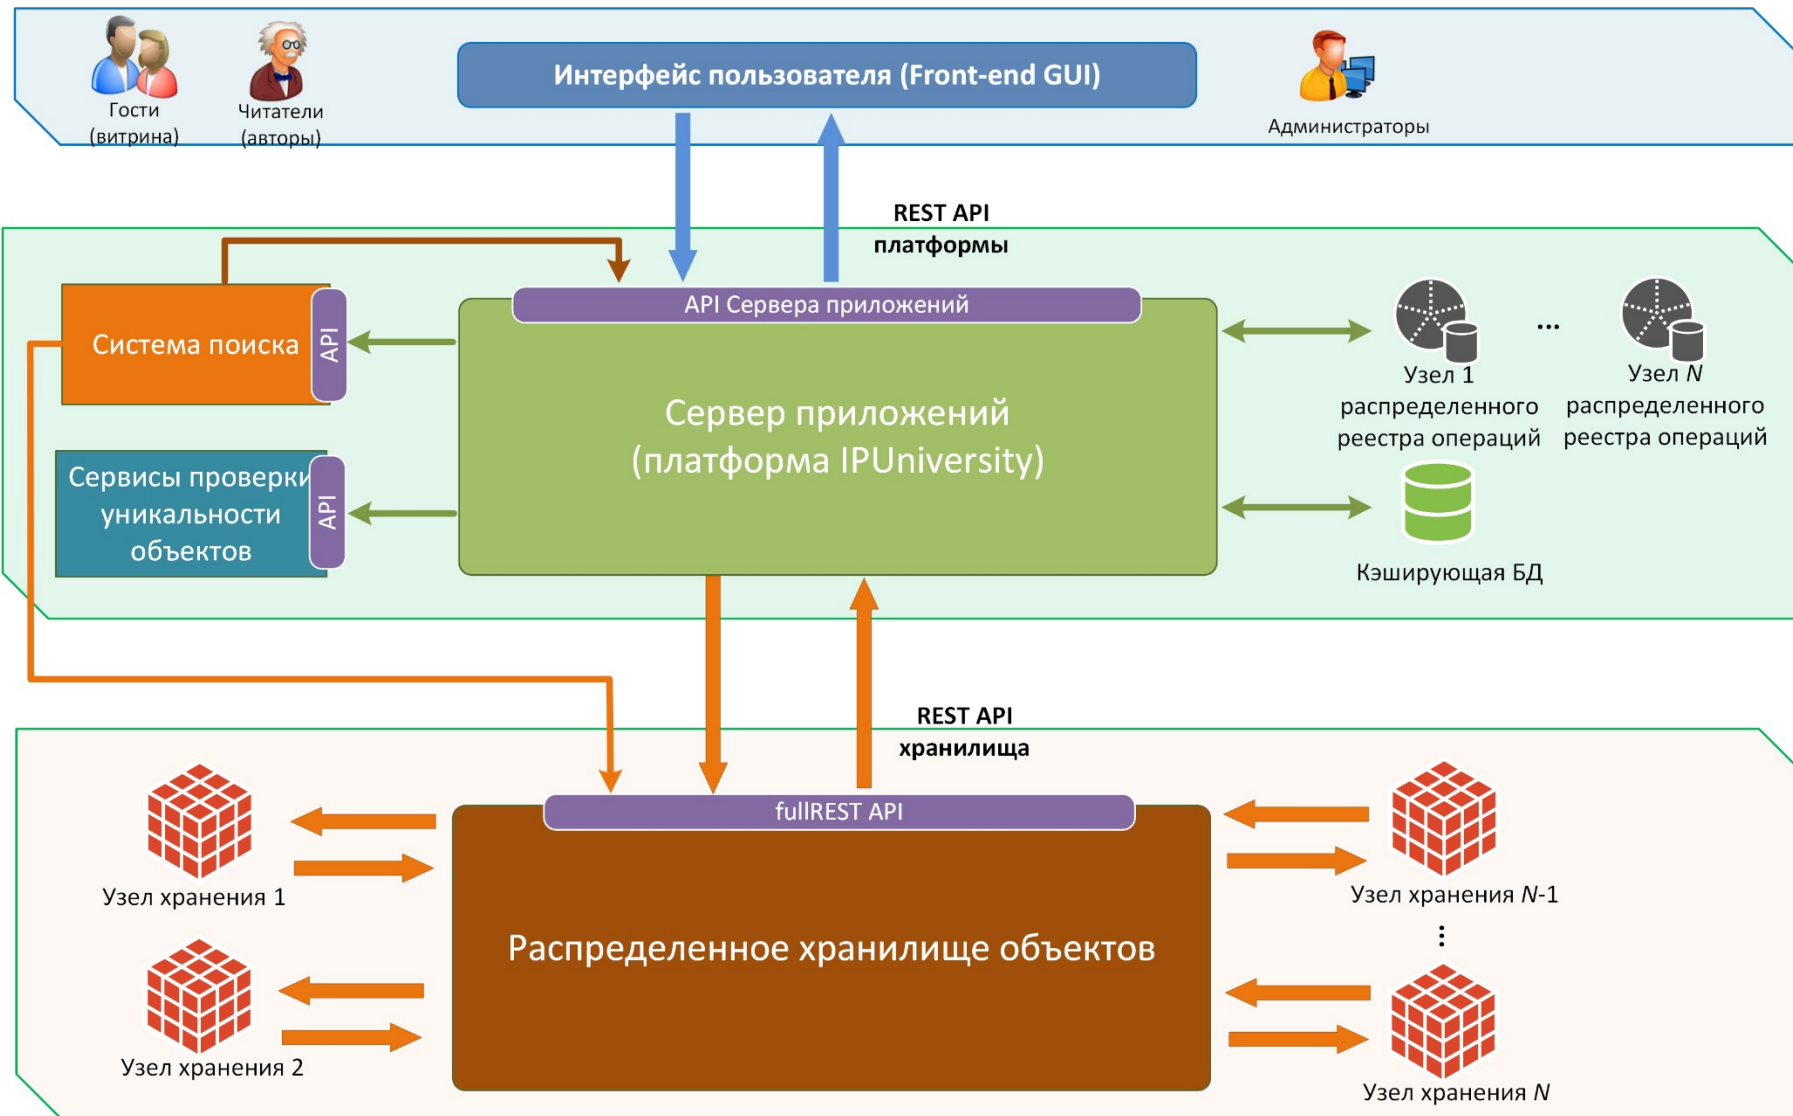 Гости
(витрина)
Читатели
(авторы)
Интерфейс пользователя (Front-end GUI)
Администраторы
REST API
платформы
Система поиска
API
API Сервера приложений
Сервер приложений
(платформа IPUniversity)
Узел 1
распределенного
реестра операций
...
Узел N
распределенного
реестра операций
Сервисы проверки
уникальности
объектов
API
Кэширующая БД
REST API
хранилища
fullREST API
Распределенное хранилище объектов
Узел хранения 1
Узел хранения 2
Узел хранения N-1
...
Узел хранения N